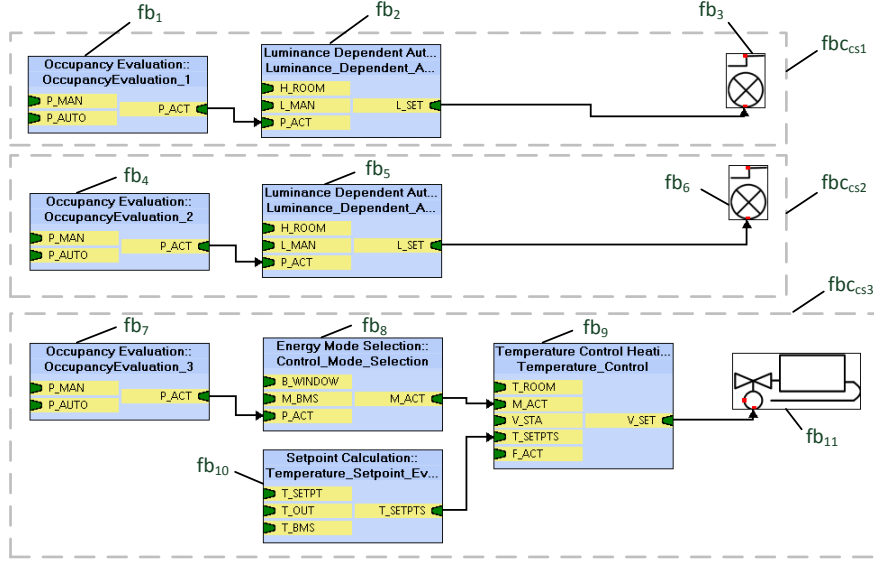 fb1
fb2
fb3
fbccs1
Occupancy Evaluation::
OccupancyEvaluation_1
P_MAN
P_AUTO
P_ACT
Luminance Dependent Aut...
Luminance_Dependent_A...
H_ROOM
L_MAN
P_ACT
L_SET
fb4
fb5
fb6
fbccs2
Occupancy Evaluation::
OccupancyEvaluation_2
P_MAN
P_AUTO
P_ACT
Luminance Dependent Aut...
Luminance_Dependent_A...
H_ROOM
L_MAN
P_ACT
L_SET
fbccs3
fb7
fb8
fb9
Occupancy Evaluation::
OccupancyEvaluation_3
P_MAN
P_AUTO
P_ACT
Energy Mode Selection::
Control_Mode_Selection
B_WINDOW
M_BMS
P_ACT
M_ACT
Temperature Control Heati...
Temperature_Control
T_ROOM
M_ACT
V_STA
T_SETPTS
F_ACT
V_SET
fb11
fb10
Setpoint Calculation::
Temperature_Setpoint_Ev...
T_SETPT
T_OUT
T_BMS
T_SETPTS